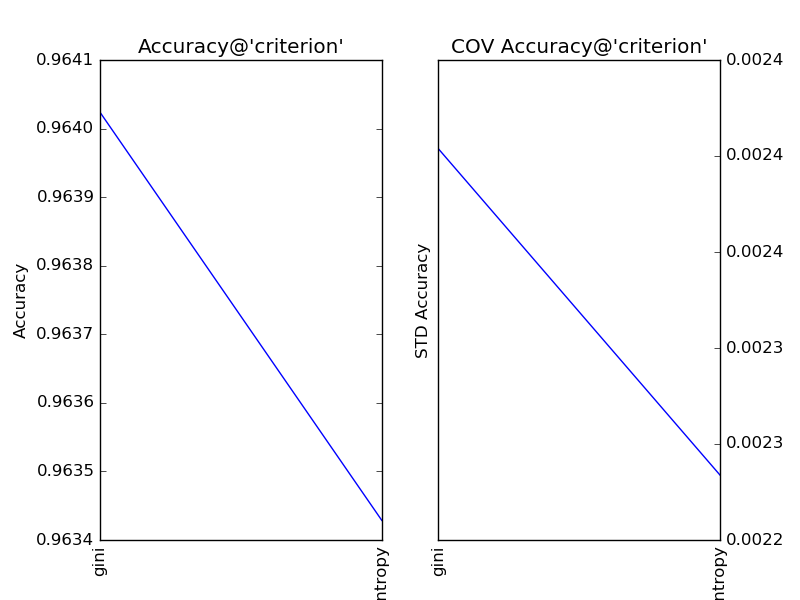 Accuracy@'criterion'
0.9641
0.9640
0.9639
0.9638
0.9637
0.9636
0.9635
0.9634
Accuracy
gini
ntropy
COV Accuracy@'criterion'
0.0024
0.0024
0.0024
0.0023
0.0023
0.0022
STD Accuracy
gini
ntropy